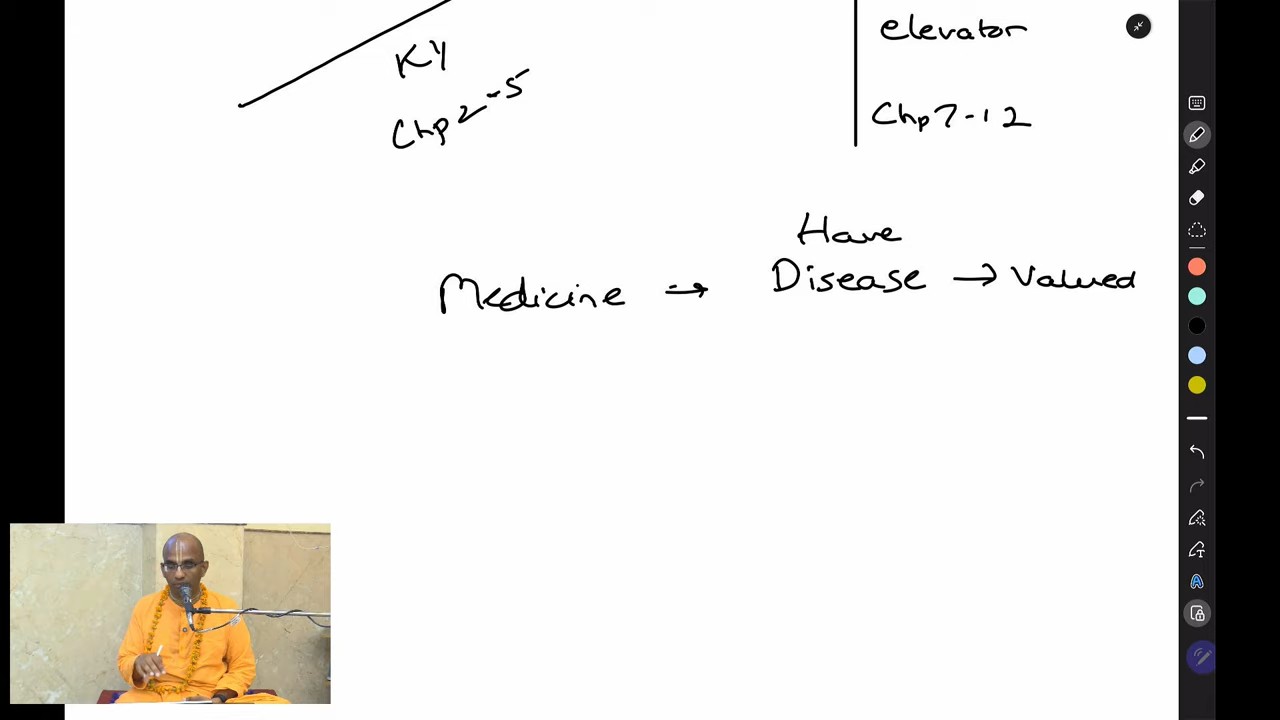 KY
Chp 2-5
elevator
Chp 7-12
Have
Medicine → Disease → Valued